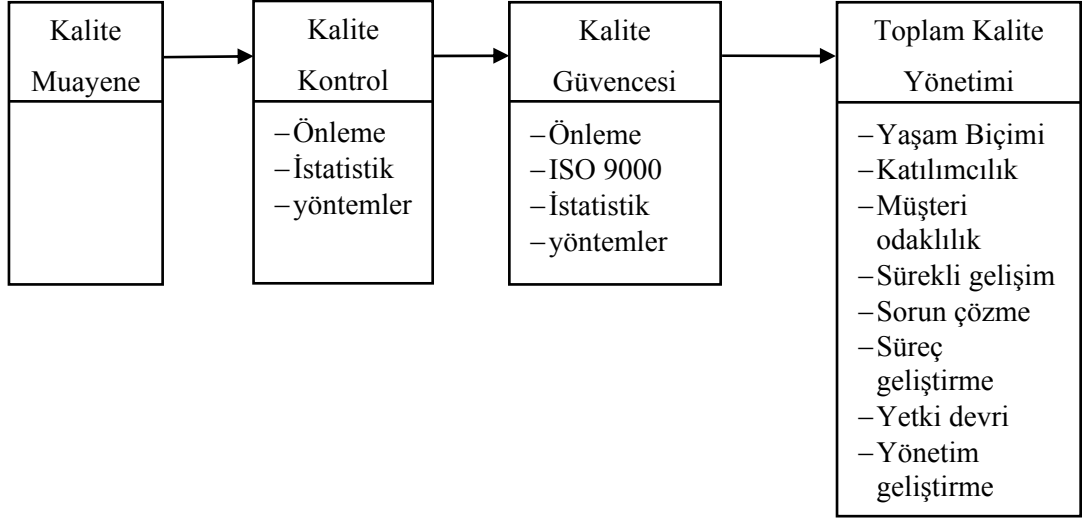 Kalite
Muayene
Kalite
Kontrol
−Önleme
−İstatistik
−yöntemler
Kalite
Güvencesi
−Önleme
−ISO 9000
−İstatistik
−yöntemler
Toplam Kalite
Yönetimi
−Yaşam Biçimi
−Katılımcılık
−Müşteri
odaklılık
−Sürekli gelişim
−Sorun çözme
−Süreç
geliştirme
−Yetki devri
−Yönetim
geliştirme